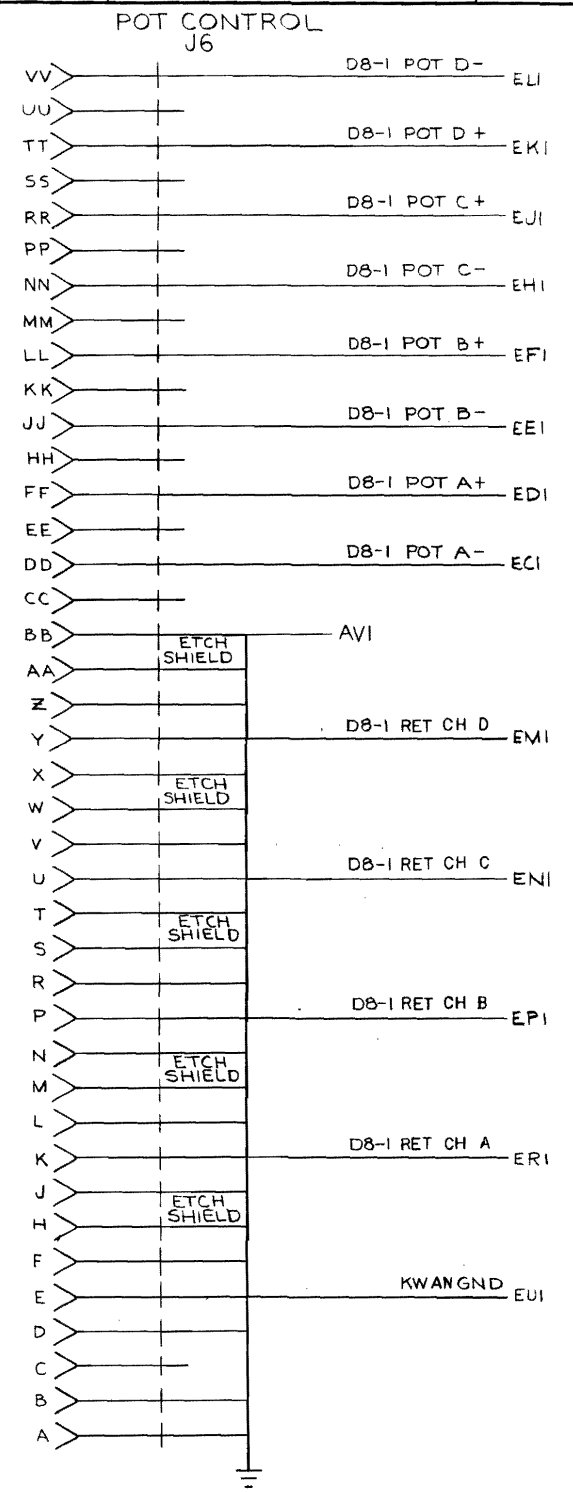 POT CONTROL
J6
VV D8-1 POT D- EL1
UU
TT D8-1 POT D+ EK1
SS
RR D8-1 POT C+ EJ1
PP
NN D8-1 POT C- EH1
MM
LL D8-1 POT B+ EF1
KK
JJ D8-1 POT B- EE1
HH
FF D8-1 POT A+ ED1
EE
DD D8-1 POT A- EC1
CC
BB AV1
ETCH
SHIELD
AA
Z
Y D8-1 RET CH D EM1
X
ETCH
SHIELD
W
V
U D8-1 RET CH C EN1
T
ETCH
SHIELD
S
R
P D8-1 RET CH B EP1
N
ETCH
SHIELD
M
L
K D8-1 RET CH A ER1
J
ETCH
SHIELD
H
F
E KWANGND EU1
D
C
B
A